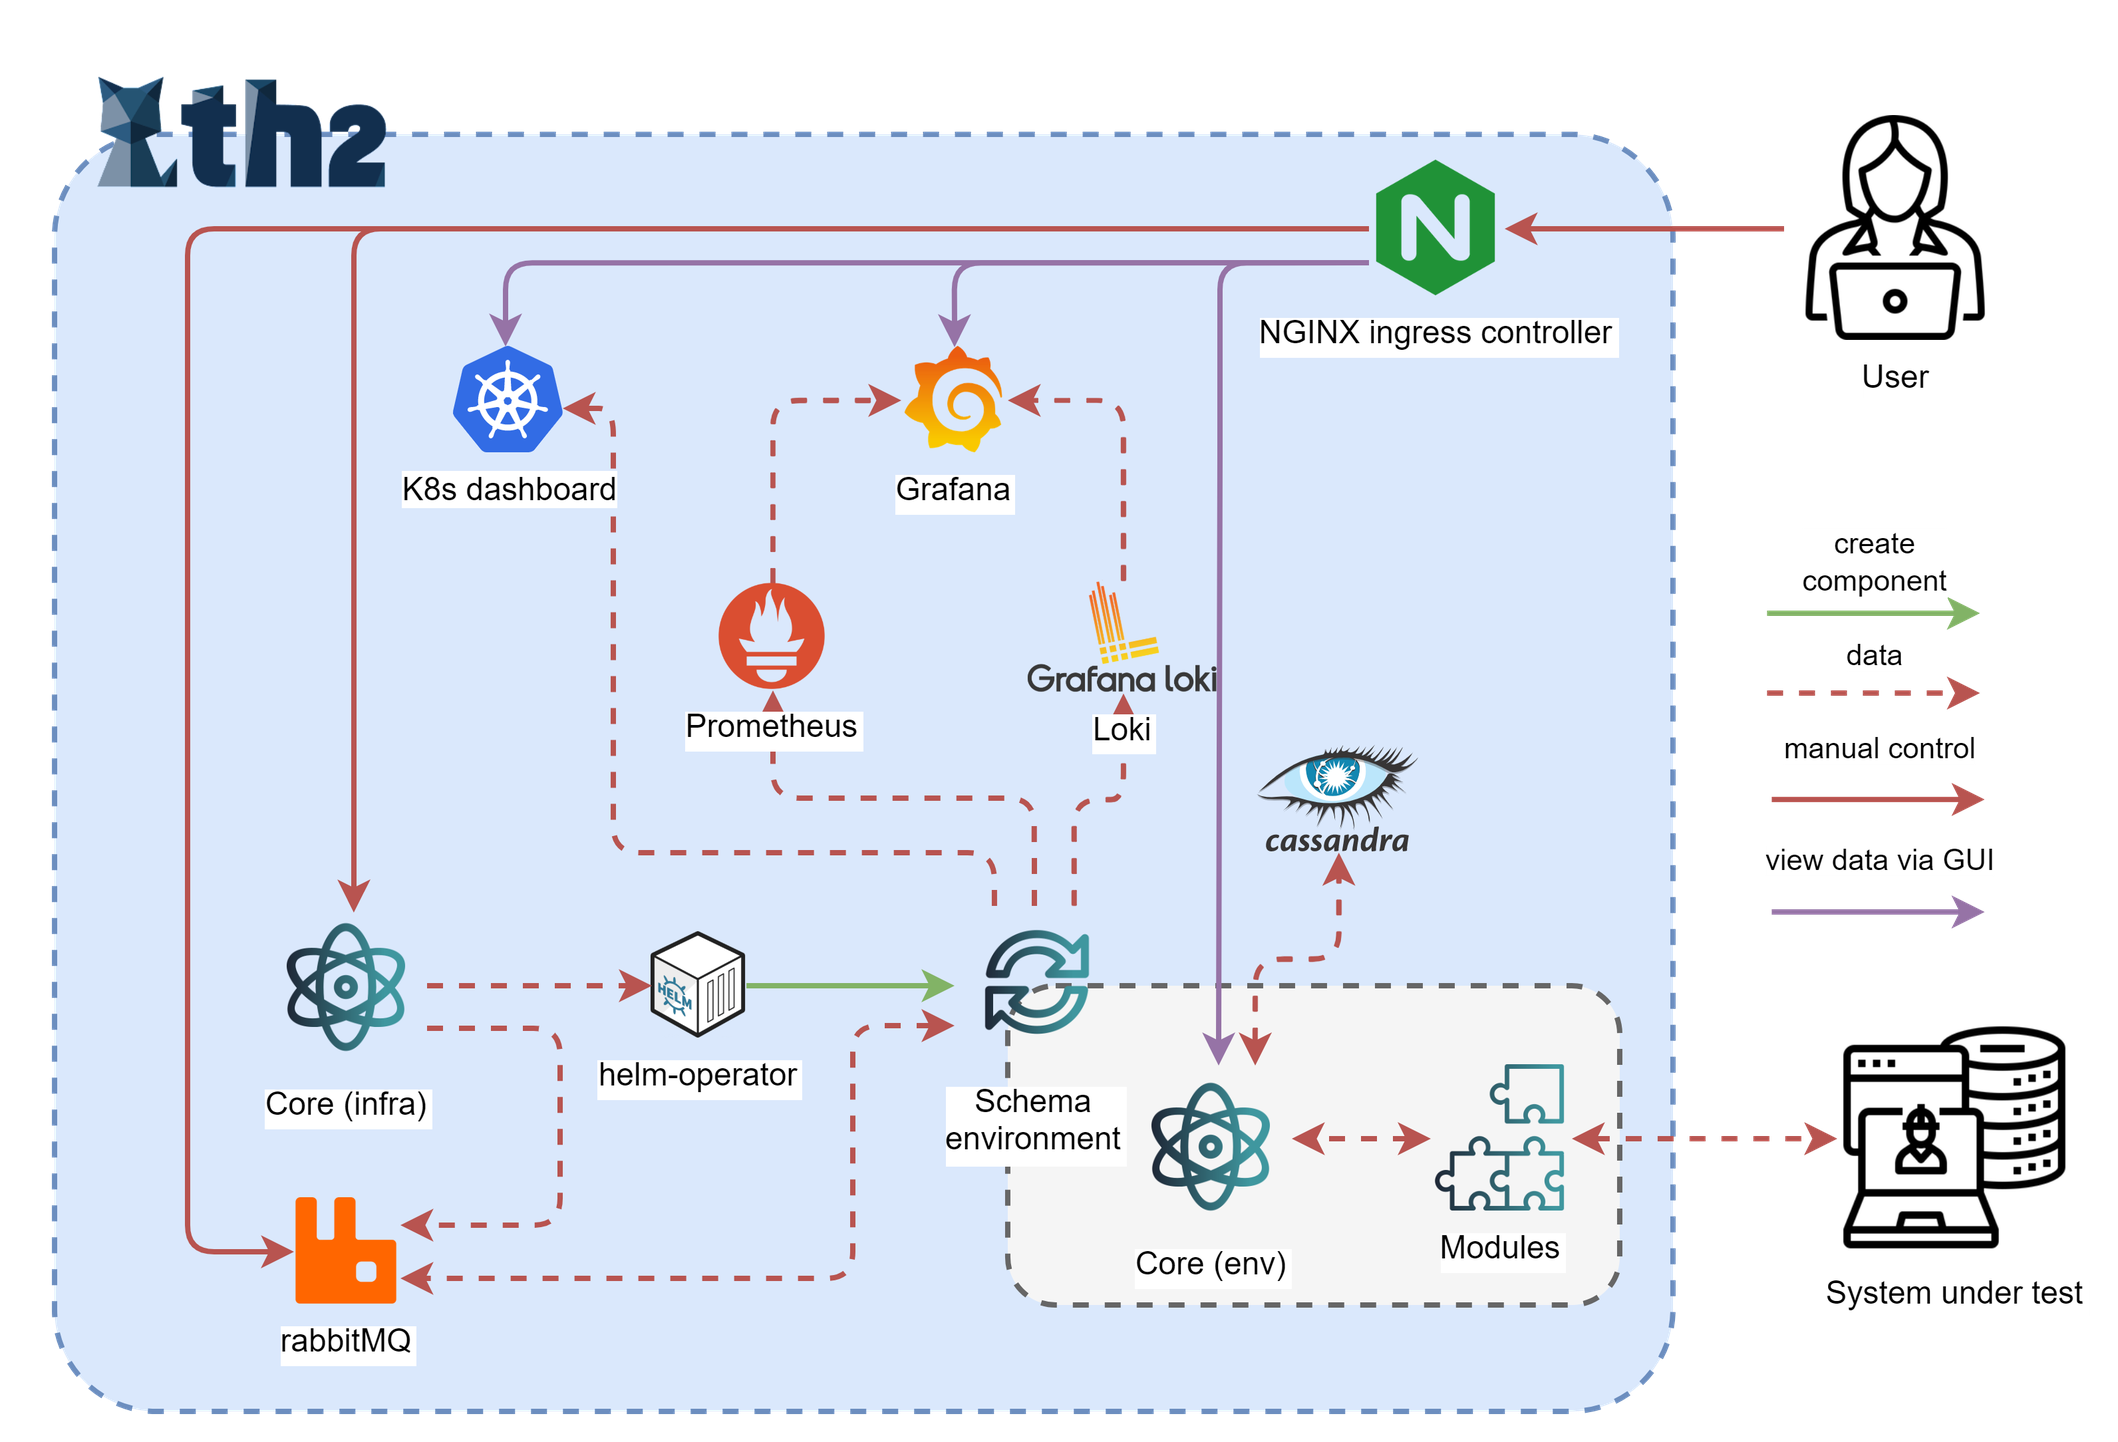 th2
NGINX ingress controller
User
K8s dashboard
Grafana
create
component
data
manual control
view data via GUI
Grafana loki
Prometheus
Loki
cassandra
HELM
helm-operator
Core (infra)
Schema
environment
Core (env)
Modules
System under test
rabbitMQ